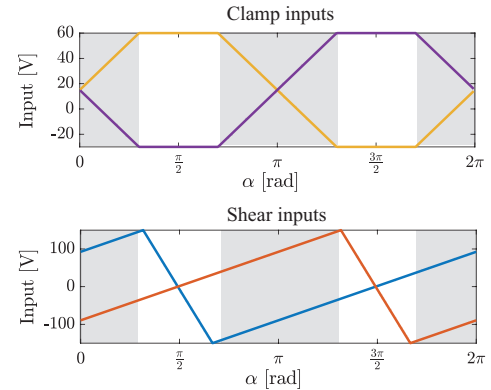 Clamp inputs
60
40
20
0
-20
Input [V]
0
π/2
π
3π/2
2π
α [rad]
Shear inputs
100
0
-100
Input [V]
0
π/2
π
3π/2
2π
α [rad]